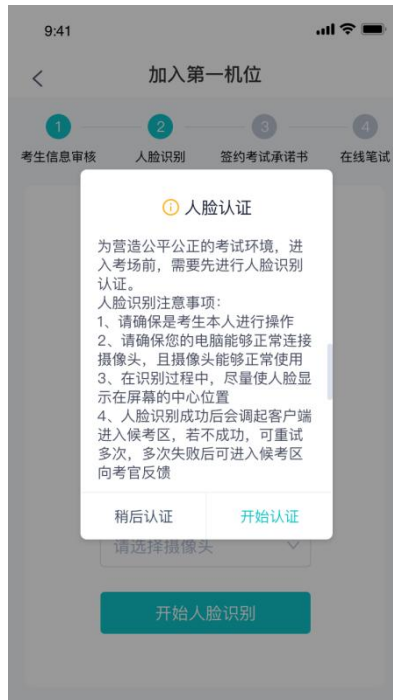 9:41
加入第一机位
1 2 3 4
考生信息审核 人脸识别 签约考试承诺书 在线笔试
人脸认证
为营造公平公正的考试环境，进
入考场前，需要先进行人脸识别
认证。
人脸识别注意事项：
1、请确保是考生本人进行操作
2、请确保您的电脑能够正常连接
摄像头，且摄像头能够正常使用
3、在识别过程中，尽量使人脸显
示在屏幕的中心位置
4、人脸识别成功后会调起客户端
进入候考区，若不成功，可重试
多次，多次失败后可进入候考区
向考官反馈
稍后认证 开始认证
请选择摄像头
开始人脸识别